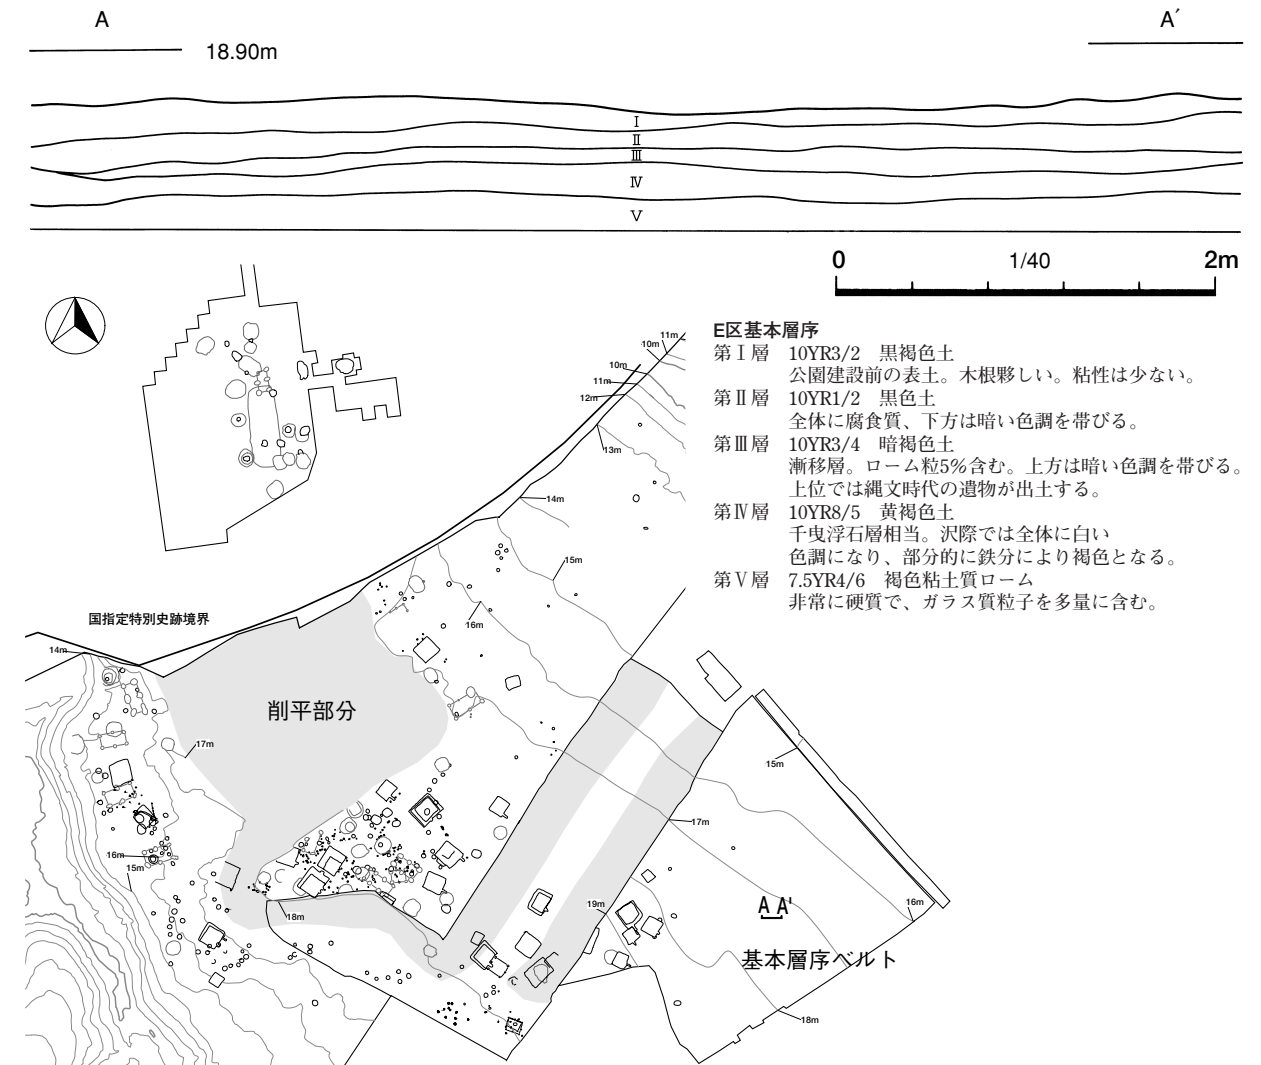 A
A´
18.90m
Ⅰ
Ⅱ
Ⅲ
Ⅳ
Ⅴ
0
1/40
2m
E区基本層序
第Ⅰ層 10YR3/2 黒褐色土
公園建設前の表土。木根夥しい。粘性は少ない。
第Ⅱ層 10YR1/2 黒色土
全体に腐食質、下方は暗い色調を帯びる。
第Ⅲ層 10YR3/4 暗褐色土
漸移層。ローム粒5%含む。上方は暗い色調を帯びる。
上位では縄文時代の遺物が出土する。
第Ⅳ層 10YR8/5 黄褐色土
千曳浮石層相当。沢際では全体に白い
色調になり、部分的に鉄分により褐色となる。
第Ⅴ層 7.5YR4/6 褐色粘土質ローム
非常に硬質で、ガラス質粒子を多量に含む。
11m
10m
10m
11m
12m
13m
14m
15m
16m
国指定特別史跡境界
14m
削平部分
17m
15m
17m
16m
15m
18m
19m
16m
A A'
基本層序ベルト
18m